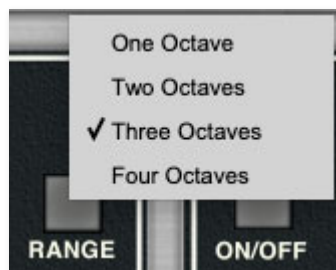 One Octave
Two Octaves
✓ Three Octaves
Four Octaves
RANGE ON/OFF